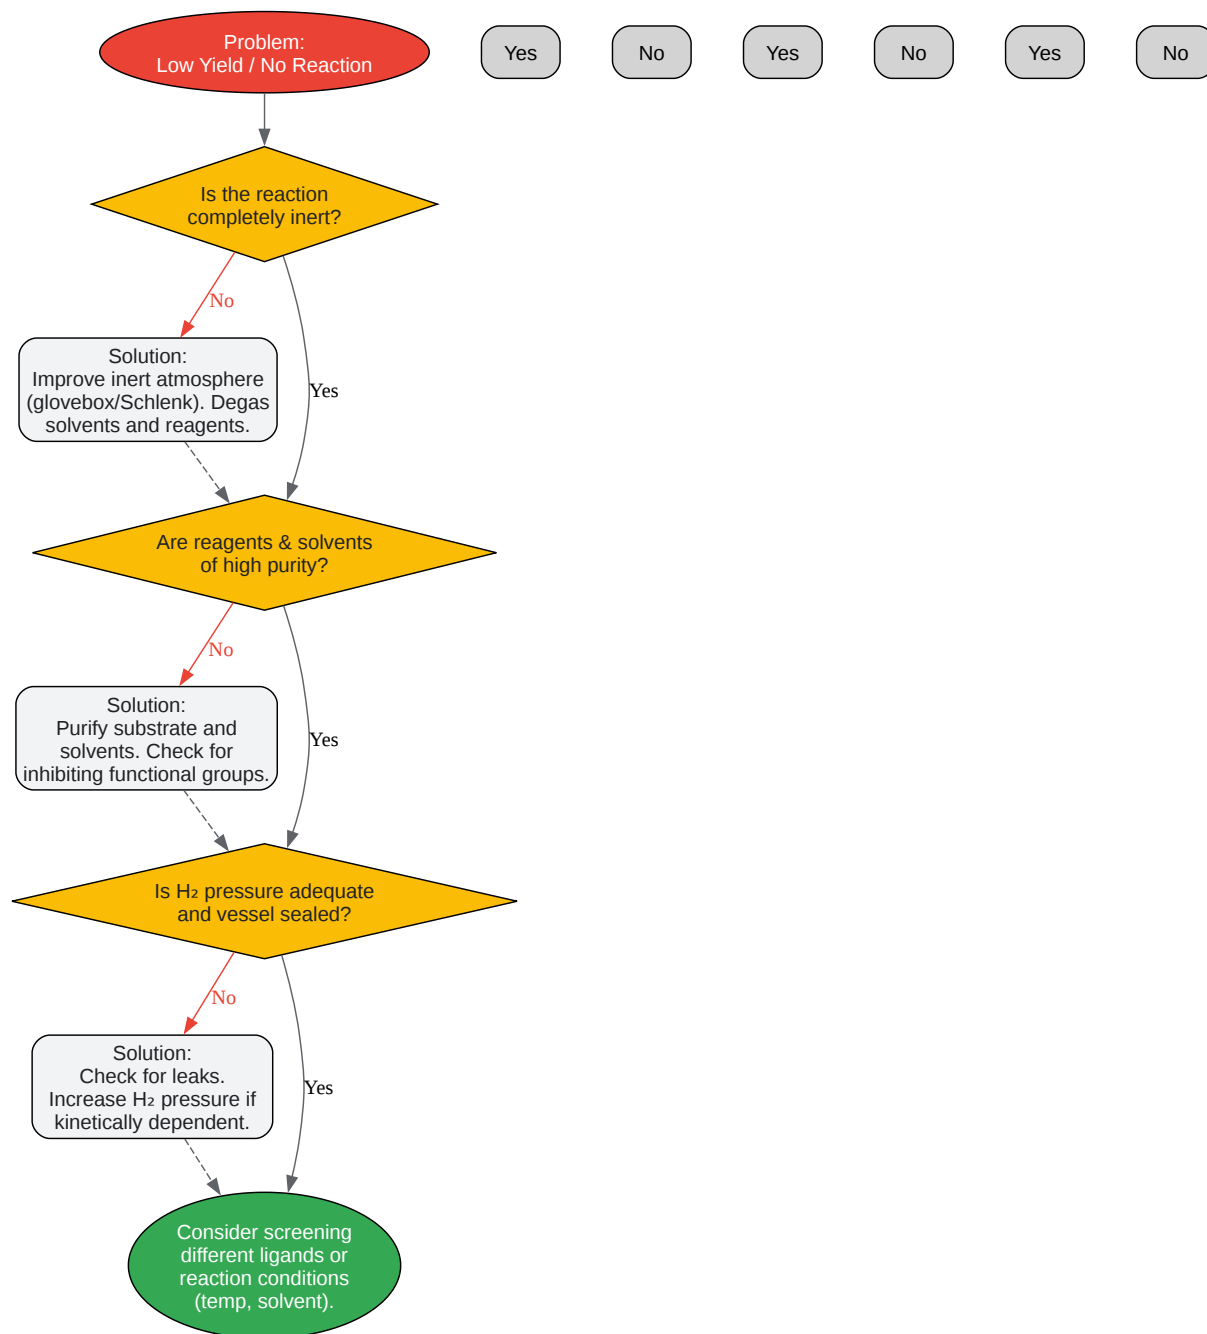 Problem:
Low Yield / No Reaction
Yes
No
Yes
No
Yes
No
Is the reaction
completely inert?
No
Solution:
Improve inert atmosphere
(glovebox/Schlenk). Degas
solvents and reagents.
Yes
Are reagents & solvents
of high purity?
No
Solution:
Purify substrate and
solvents. Check for
inhibiting functional groups.
Yes
Is H₂ pressure adequate
and vessel sealed?
No
Solution:
Check for leaks.
Increase H₂ pressure if
kinetically dependent.
Yes
Consider screening
different ligands or
reaction conditions
(temp, solvent).